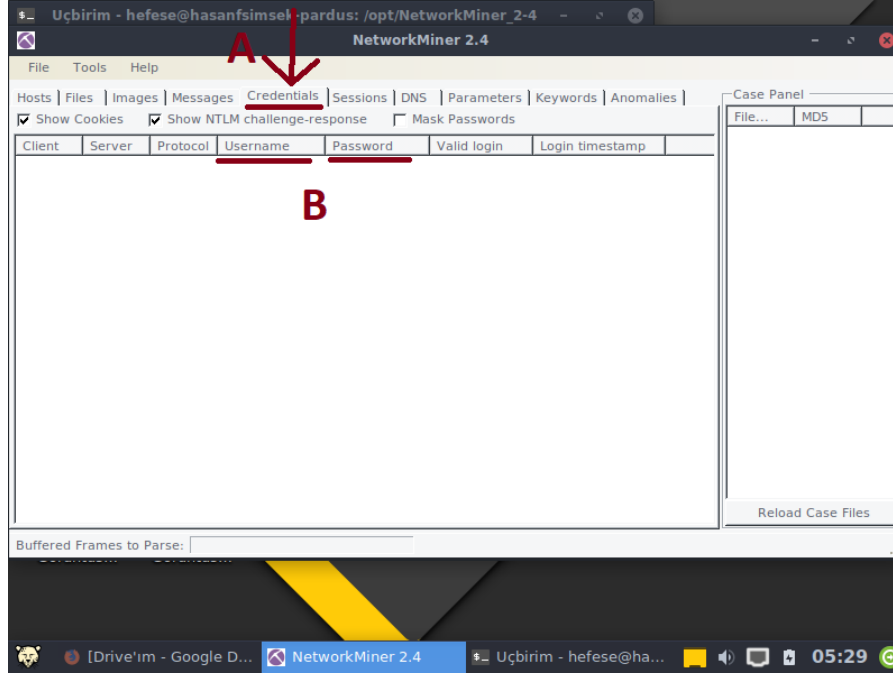 Uçbirim - hefese@hasanfsimsek-pardus: /opt/NetworkMiner_2-4
NetworkMiner 2.4
File Tools Help
A
Hosts Files Images Messages Credentials Sessions DNS Parameters Keywords Anomalies
Show Cookies Show NTLM challenge-response Mask Passwords
Client Server Protocol Username Password Valid login Login timestamp
B
Case Panel
File... MD5
Reload Case Files
Buffered Frames to Parse:
[Drive'ım - Google D... NetworkMiner 2.4 Uçbirim - hefese@ha... 05:29